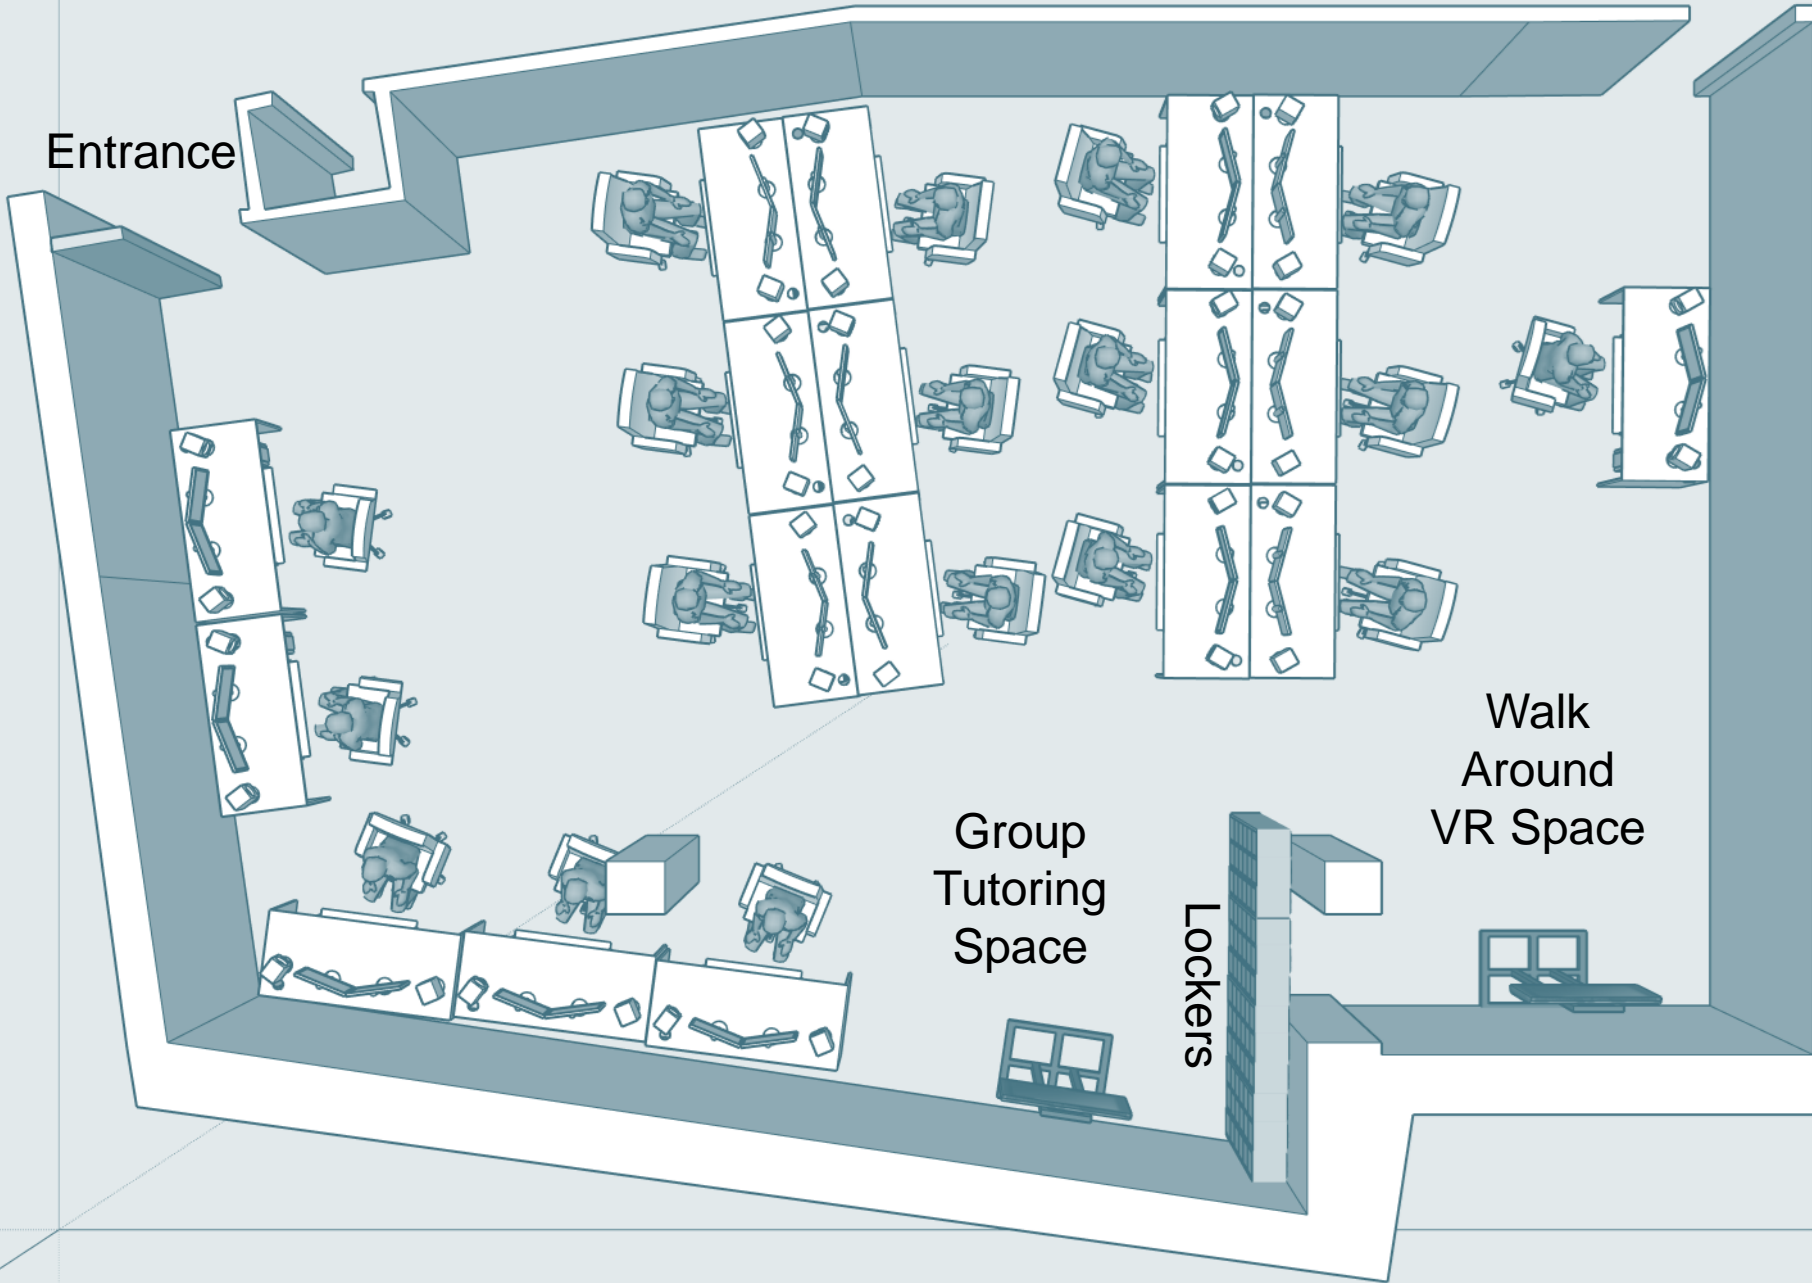 Entrance
Walk
Around
VR Space
Group
Tutoring
Space
Lockers